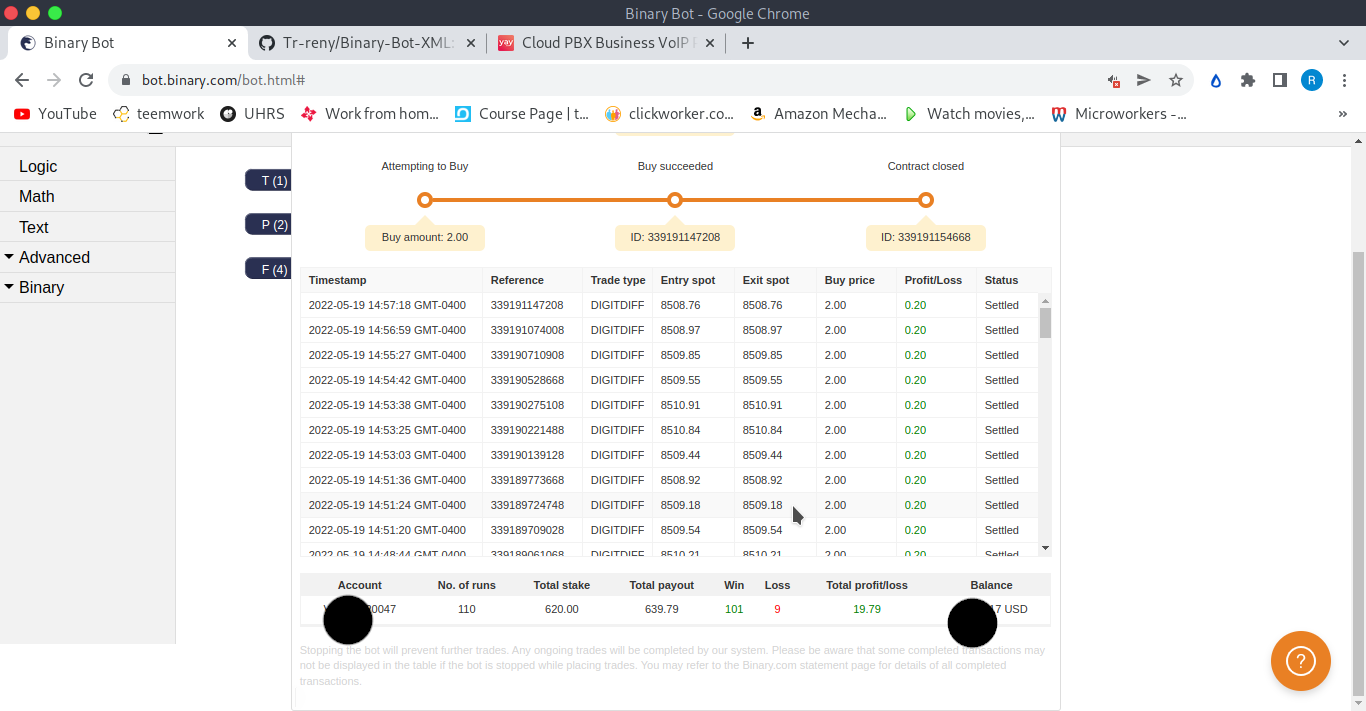 Binary Bot - Google Chrome
Binary Bot
Tr-reny/Binary-Bot-XML
yay
Cloud PBX Business VoIP
bot.binary.com/bot.html#
R
YouTube
teemwork
UHRS
Work from hom...
Course Page | t...
clickworker.co...
Amazon Mecha...
Watch movies,...
Microworkers -...
»
Logic
Math
Text
Advanced
Binary
T (1)
P (2)
F (4)
Attempting to Buy Buy succeeded Contract closed
Buy amount: 2.00 ID: 339191147208 ID: 339191154668
Timestamp Reference Trade type Entry spot Exit spot Buy price Profit/Loss Status
2022-05-19 14:57:18 GMT-0400 339191147208 DIGITDIFF 8508.76 8508.76 2.00 0.20 Settled
2022-05-19 14:56:59 GMT-0400 339191074008 DIGITDIFF 8508.97 8508.97 2.00 0.20 Settled
2022-05-19 14:55:27 GMT-0400 339190710908 DIGITDIFF 8509.85 8509.85 2.00 0.20 Settled
2022-05-19 14:54:42 GMT-0400 339190528668 DIGITDIFF 8509.55 8509.55 2.00 0.20 Settled
2022-05-19 14:53:38 GMT-0400 339190275108 DIGITDIFF 8510.91 8510.91 2.00 0.20 Settled
2022-05-19 14:53:25 GMT-0400 339190221488 DIGITDIFF 8510.84 8510.84 2.00 0.20 Settled
2022-05-19 14:53:03 GMT-0400 339190139128 DIGITDIFF 8509.44 8509.44 2.00 0.20 Settled
2022-05-19 14:51:36 GMT-0400 339189773668 DIGITDIFF 8508.92 8508.92 2.00 0.20 Settled
2022-05-19 14:51:24 GMT-0400 339189724748 DIGITDIFF 8509.18 8509.18 2.00 0.20 Settled
2022-05-19 14:51:20 GMT-0400 339189709028 DIGITDIFF 8509.54 8509.54 2.00 0.20 Settled
2022-05-19 14:48:44 GMT-0400 339189061068 DIGITDIFF 8510.21 8510.21 2.00 0.20 Settled
Account No. of runs Total stake Total payout Win Loss Total profit/loss Balance
0047 110 620.00 639.79 101 9 19.79 17 USD
Stopping the bot will prevent further trades. Any ongoing trades will be completed by our system. Please be aware that some completed transactions may
not be displayed in the table if the bot is stopped while placing trades. You may refer to the Binary.com statement page for details of all completed
transactions.
?